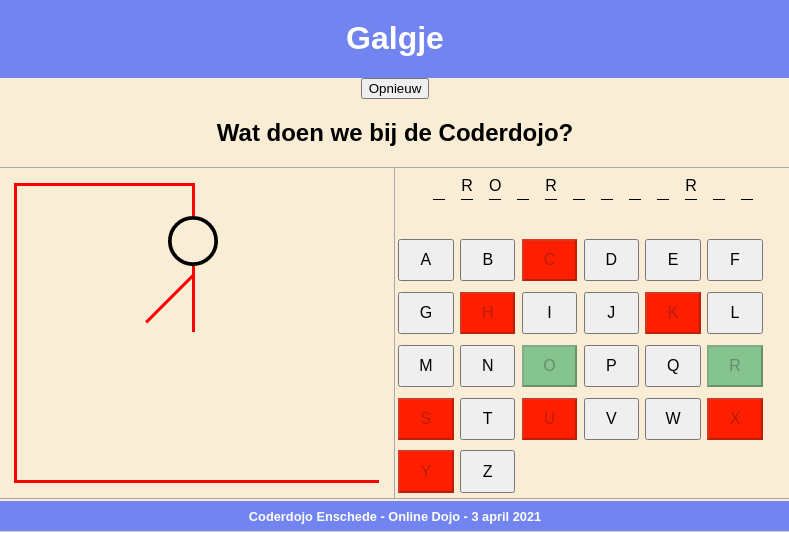 Galgje
Opnieuw
Wat doen we bij de Coderdojo?
_ R O _ R _ _ _ _ R _ _
A B C D E F
G H I J K L
M N O P Q R
S T U V W X
Y Z
Coderdojo Enschede - Online Dojo - 3 april 2021